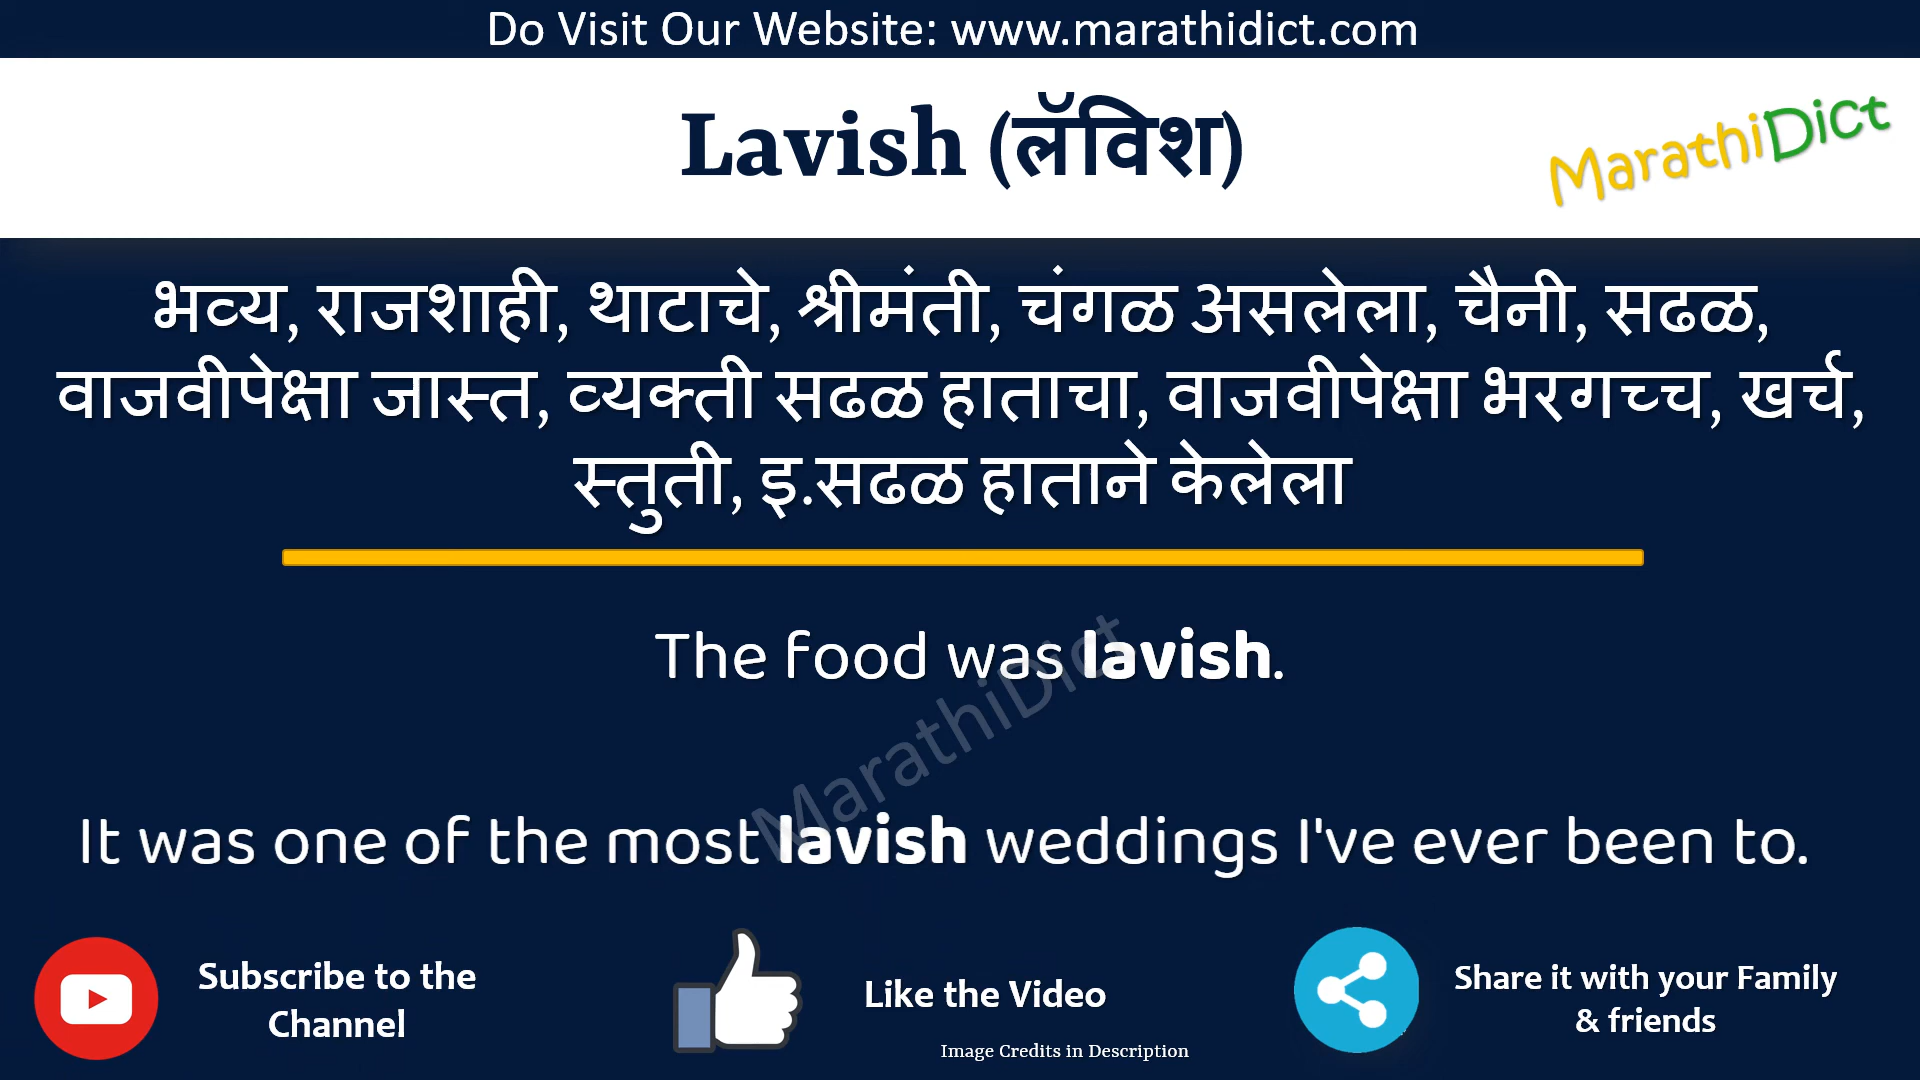 Do Visit Our Website: www.marathidict.com
Lavish (लॅविश)
MarathiDict
भव्य, राजशाही, थाटाचे, श्रीमंती, चंगळ असलेला, चैनी, सढळ,
वाजवीपेक्षा जास्त, व्यक्ती सढळ हाताचा, वाजवीपेक्षा भरगच्च, खर्च,
स्तुती, इ.सढळ हाताने केलेला
The food was lavish.
MarathiDict
It was one of the most lavish weddings I've ever been to.
Subscribe to the
Channel
Like the Video
Share it with your Family
& friends
Image Credits in Description